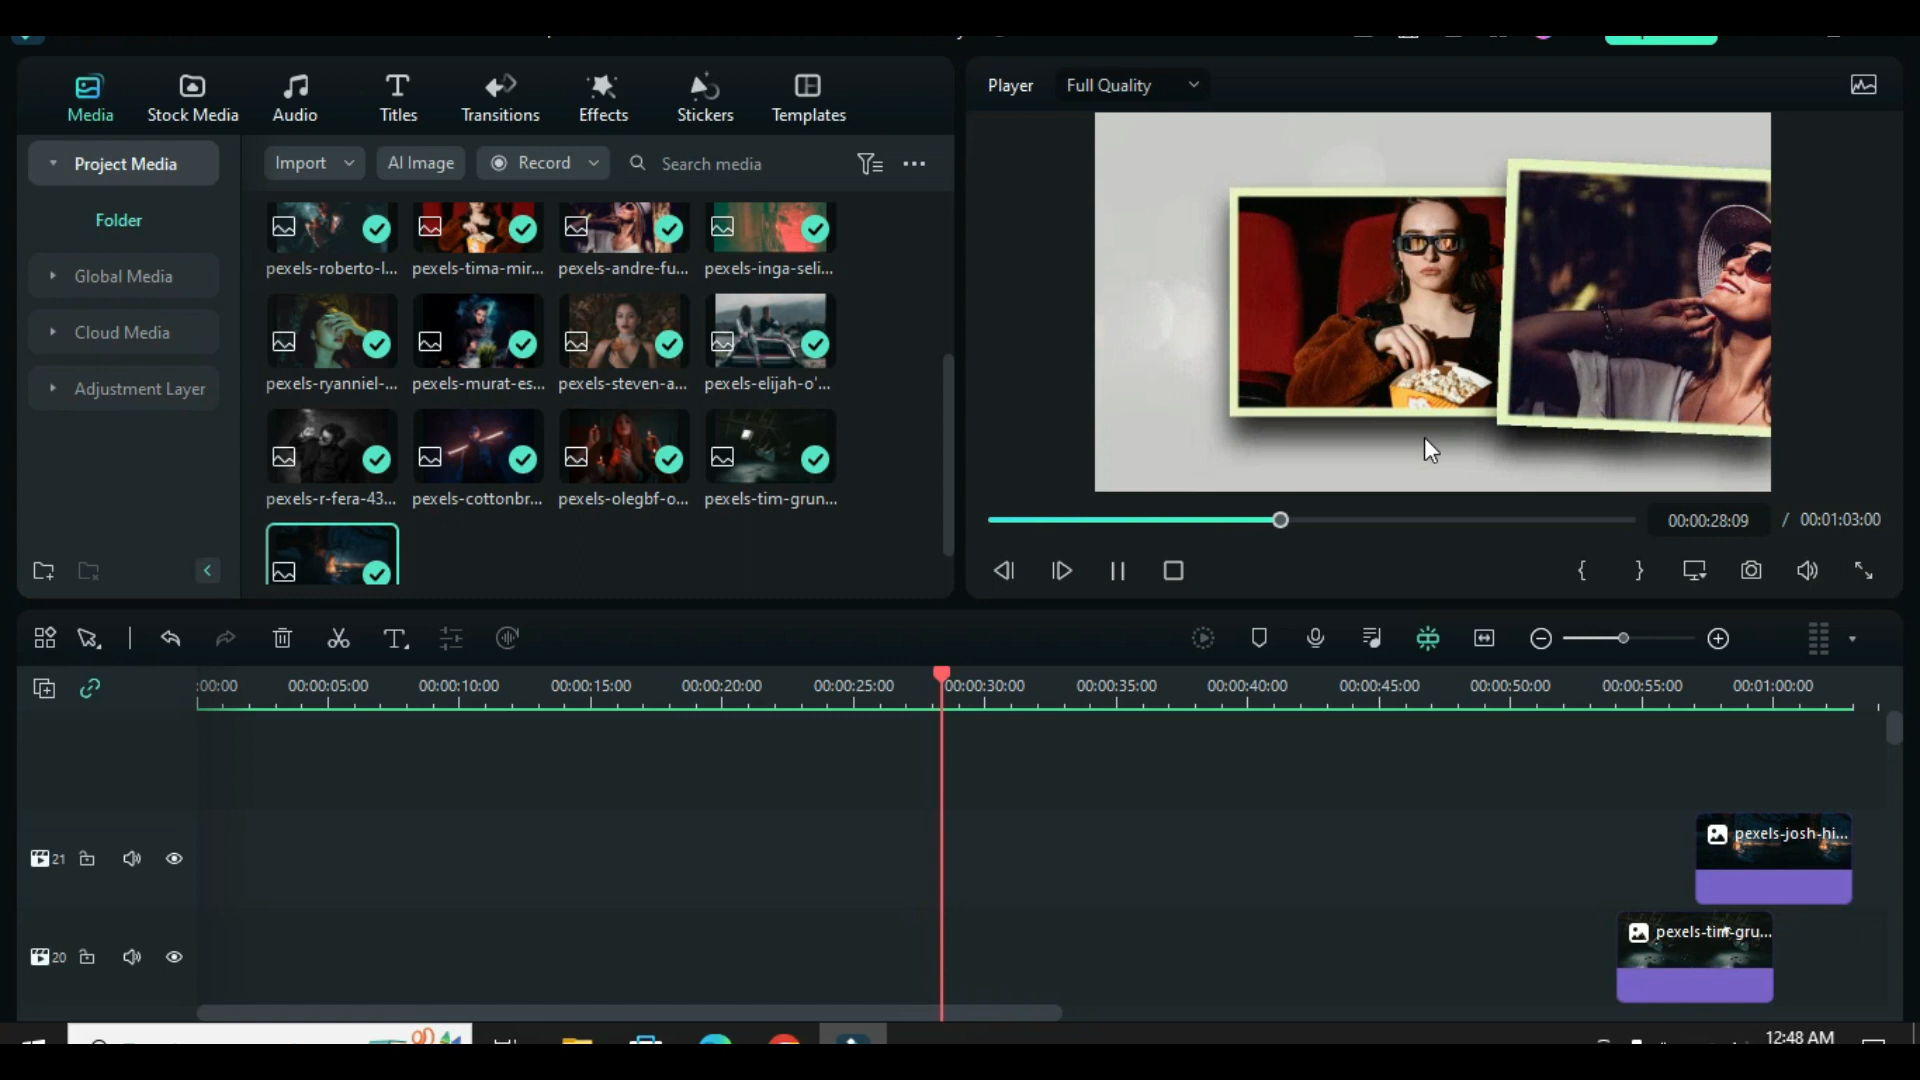 Media
Stock Media
Audio
Titles
Transitions
Effects
Stickers
Templates
Player
Full Quality
Project Media
Import
AI Image
Record
Search media
Folder
Global Media
Cloud Media
Adjustment Layer
pexels-roberto-l...
pexels-tima-mir...
pexels-andre-fu...
pexels-inga-seli...
pexels-ryanniel-...
pexels-murat-es...
pexels-steven-a...
pexels-elijah-o'...
pexels-r-fera-43...
pexels-cottonbr...
pexels-olegbf-o...
pexels-tim-grun...
00:00:28:09 / 00:01:03:00
:00:00
00:00:05:00
00:00:10:00
00:00:15:00
00:00:20:00
00:00:25:00
00:00:30:00
00:00:35:00
00:00:40:00
00:00:45:00
00:00:50:00
00:00:55:00
00:01:00:00
21
pexels-josh-hi...
20
pexels-tim-gru...
12:48 AM